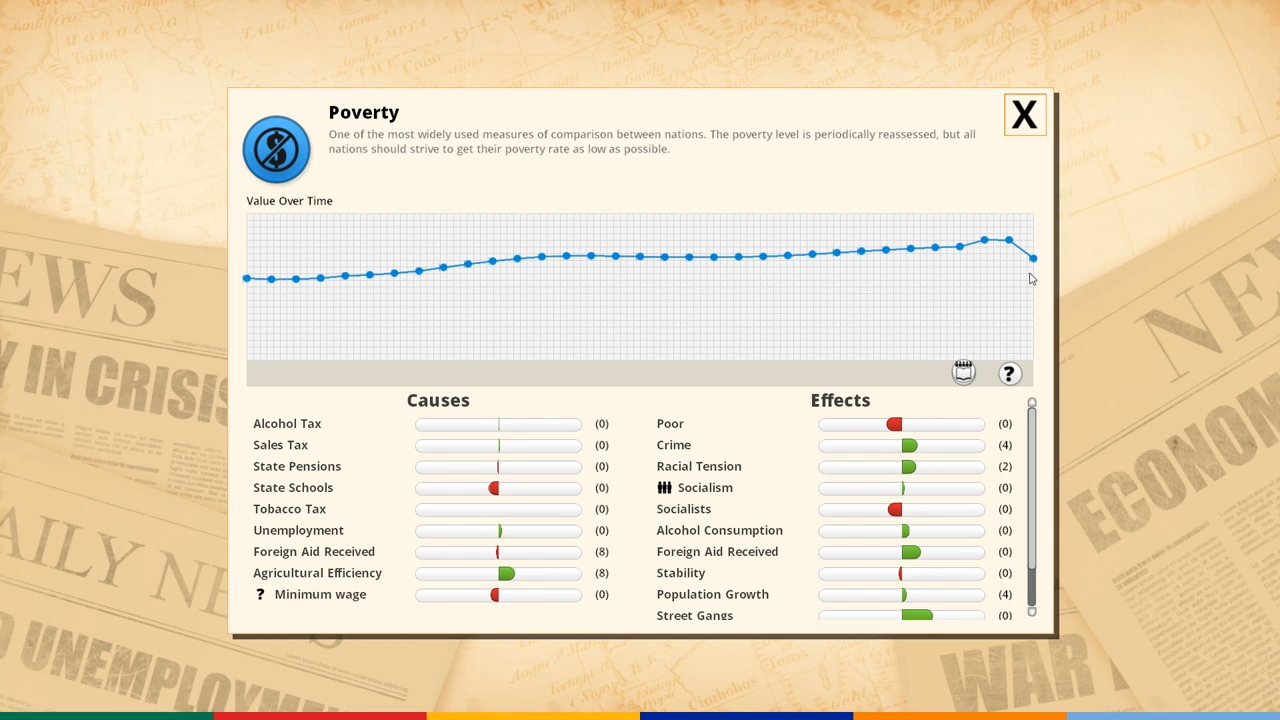 Poverty
X
One of the most widely used measures of comparison between nations. The poverty level is periodically reassessed, but all
nations should strive to get their poverty rate as low as possible.
Value Over Time
?
Causes
Effects
Alcohol Tax (0)
Poor (0)
Sales Tax (0)
Crime (4)
State Pensions (0)
Racial Tension (2)
State Schools (0)
Socialism (0)
Tobacco Tax (0)
Socialists (0)
Unemployment (0)
Alcohol Consumption (0)
Foreign Aid Received (8)
Foreign Aid Received (0)
Agricultural Efficiency (8)
Stability (0)
? Minimum wage (0)
Population Growth (4)
Street Gangs (0)
EWS
Y IN CRISIS
AILY NE
UNEMPLOYM
NE
ECONOM
WAR